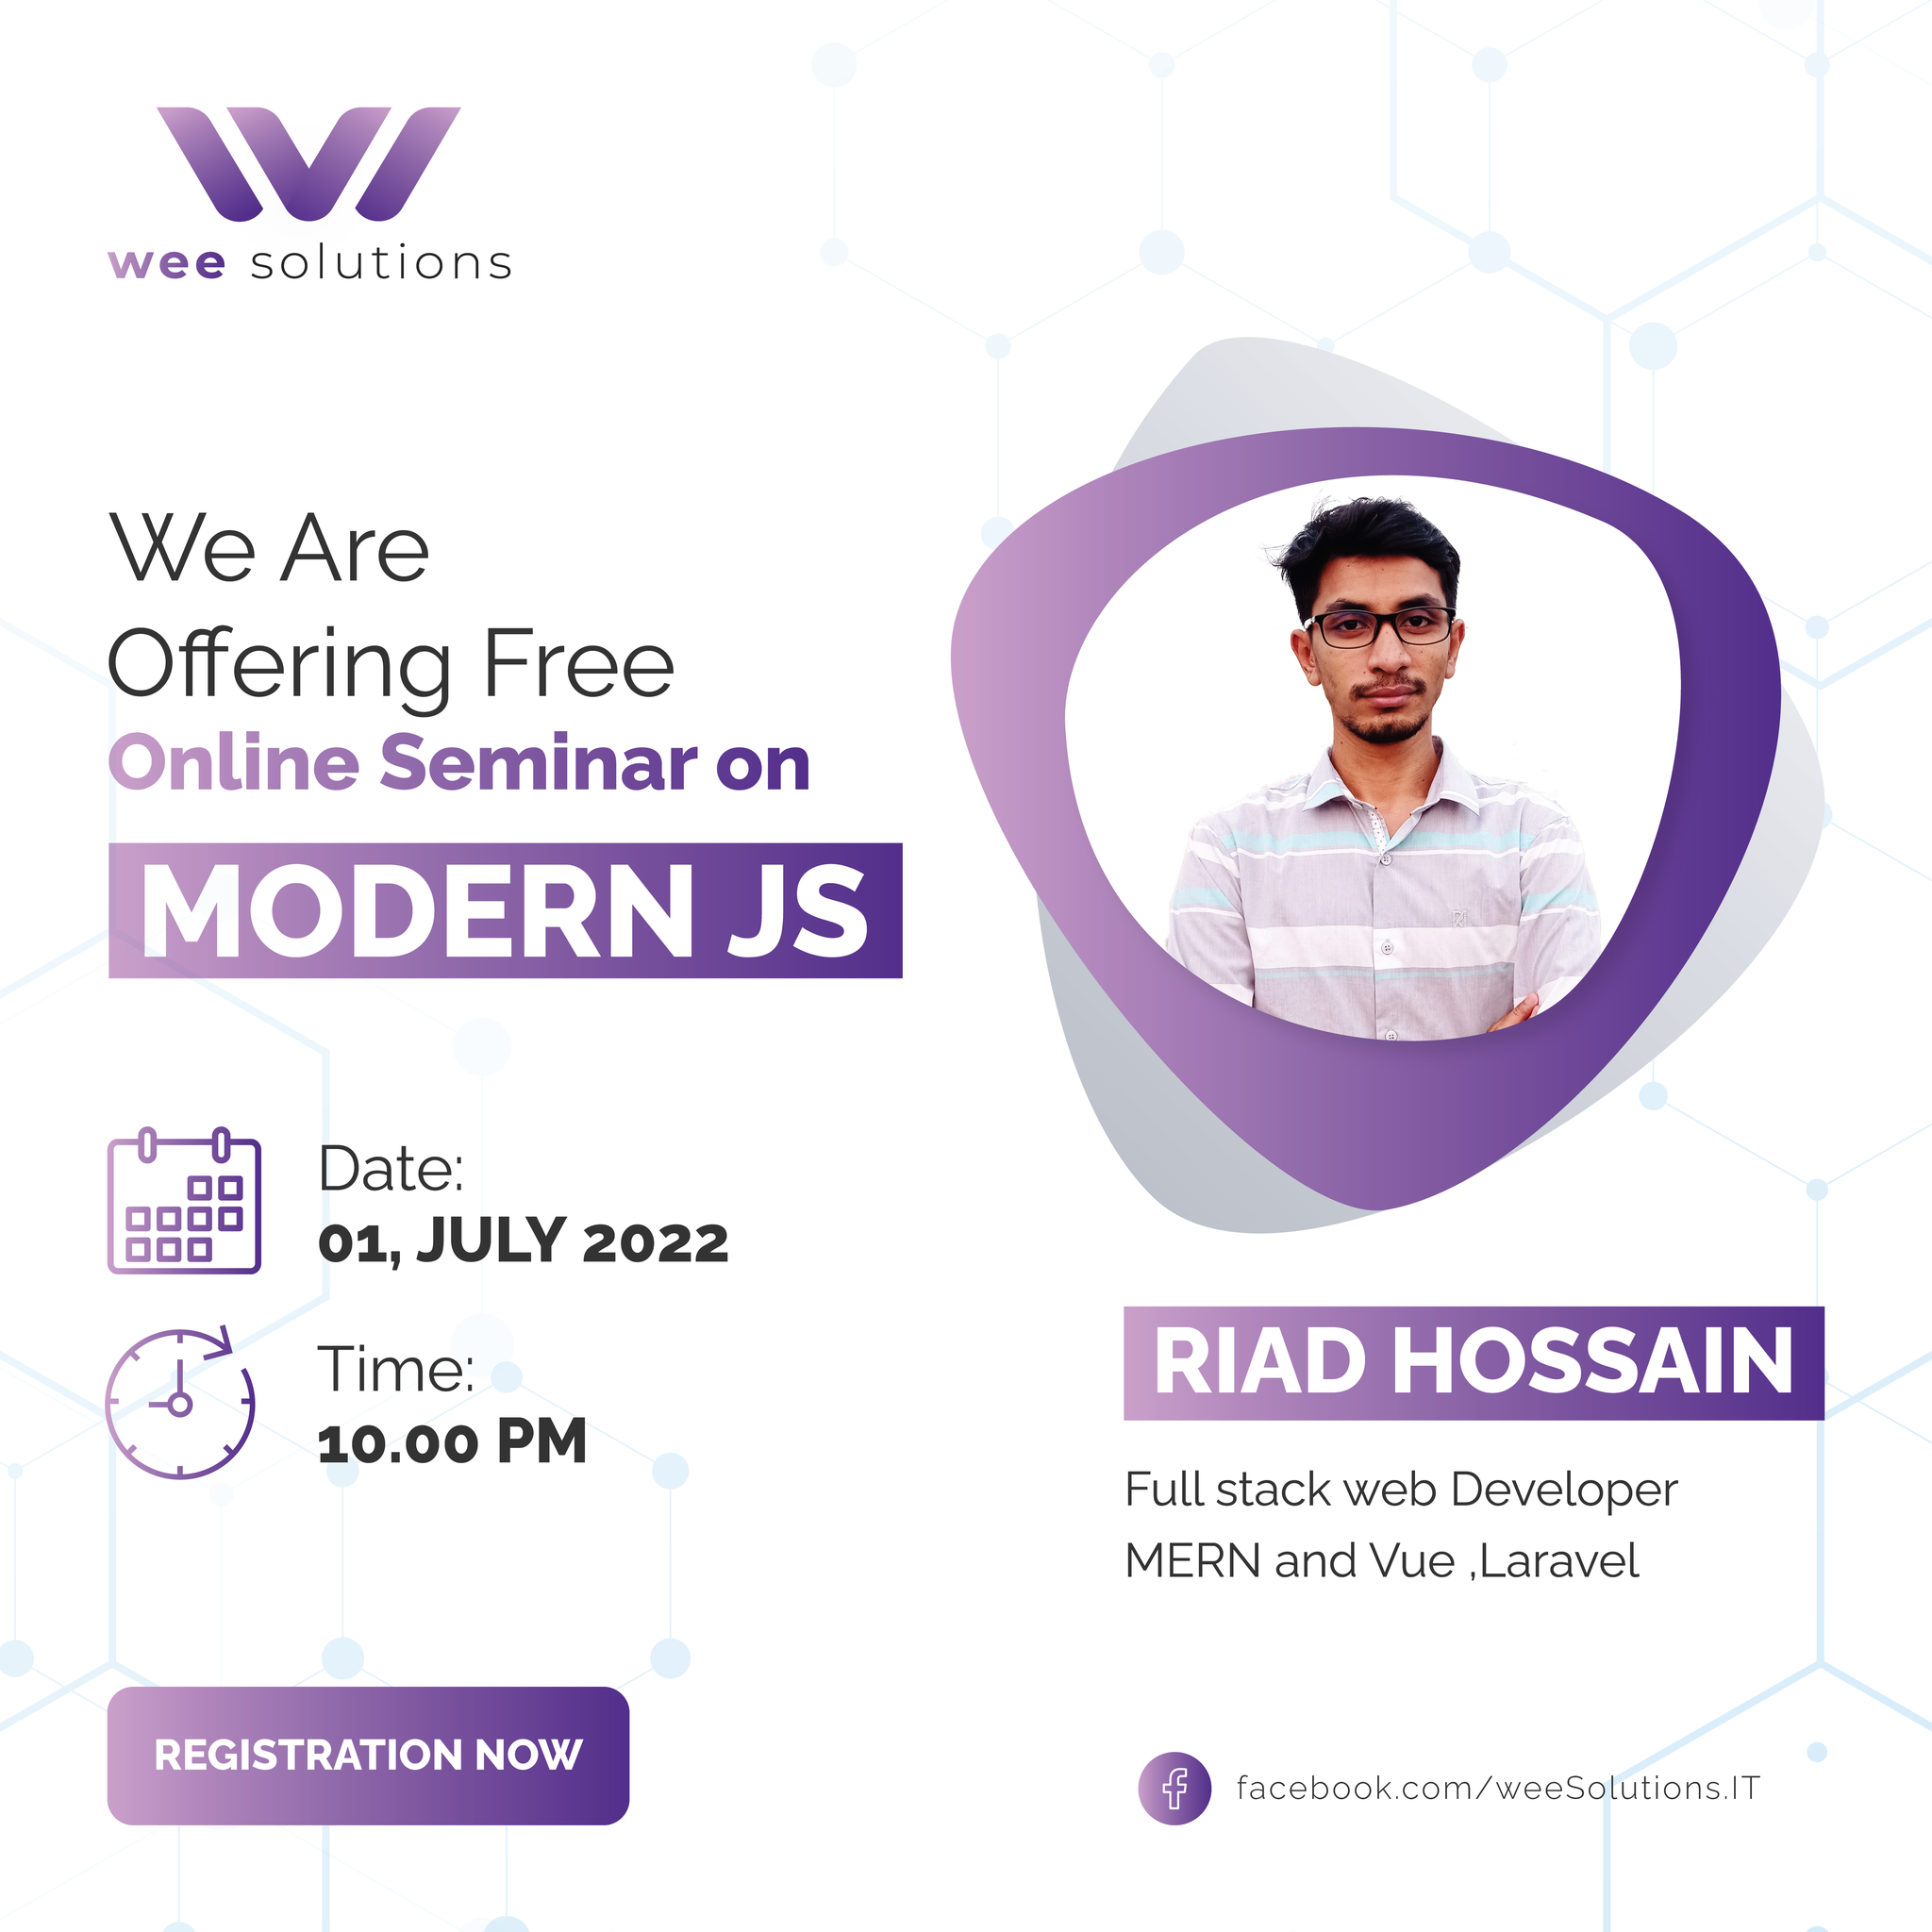 wee solutions
We Are
Offering Free
Online Seminar on
MODERN JS
Date:
01, JULY 2022
Time:
10.00 PM
REGISTRATION NOW
RIAD HOSSAIN
Full stack web Developer
MERN and Vue ,Laravel
facebook.com/weeSolutions.IT